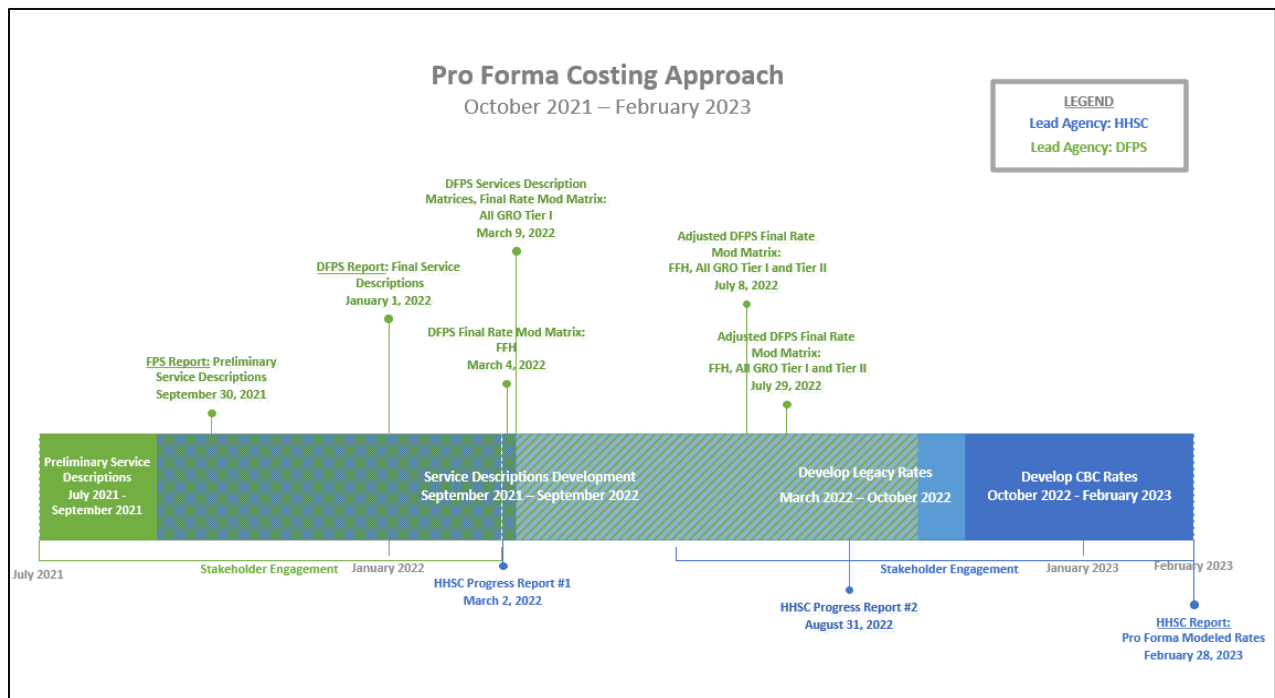 Pro Forma Costing Approach
October 2021 – February 2023
LEGEND
Lead Agency: HHSC
Lead Agency: DFPS
DFPS Services Description
Matrices, Final Rate Mod Matrix:
All GRO Tier I
March 9, 2022
Adjusted DFPS Final Rate
Mod Matrix:
FFH, All GRO Tier I and Tier II
July 8, 2022
DFPS Report: Final Service
Descriptions
January 1, 2022
DFPS Final Rate Mod Matrix:
FFH
March 4, 2022
Adjusted DFPS Final Rate
Mod Matrix:
FFH, All GRO Tier I and Tier II
July 29, 2022
FPS Report: Preliminary
Service Descriptions
September 30, 2021
Preliminary Service
Descriptions
July 2021 -
September 2021
Service Descriptions Development
September 2021 – September 2022
Develop Legacy Rates
March 2022 – October 2022
Develop CBC Rates
October 2022 - February 2023
July 2021
Stakeholder Engagement
January 2022
Stakeholder Engagement
January 2023
February 2023
HHSC Progress Report #1
March 2, 2022
HHSC Progress Report #2
August 31, 2022
HHSC Report:
Pro Forma Modeled Rates
February 28, 2023